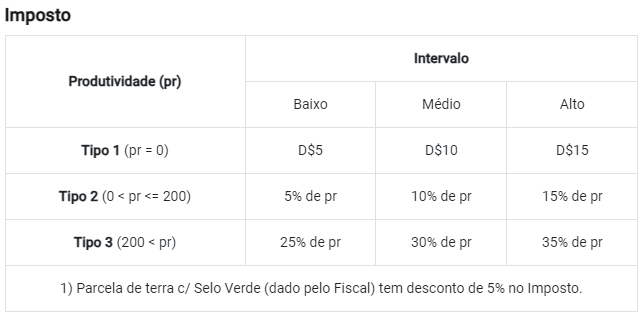 Imposto
Intervalo
Produtividade (pr)
Baixo Médio Alto
Tipo 1 (pr = 0) D$5 D$10 D$15
Tipo 2 (0 < pr <= 200) 5% de pr 10% de pr 15% de pr
Tipo 3 (200 < pr) 25% de pr 30% de pr 35% de pr
1) Parcela de terra c/ Selo Verde (dado pelo Fiscal) tem desconto de 5% no Imposto.